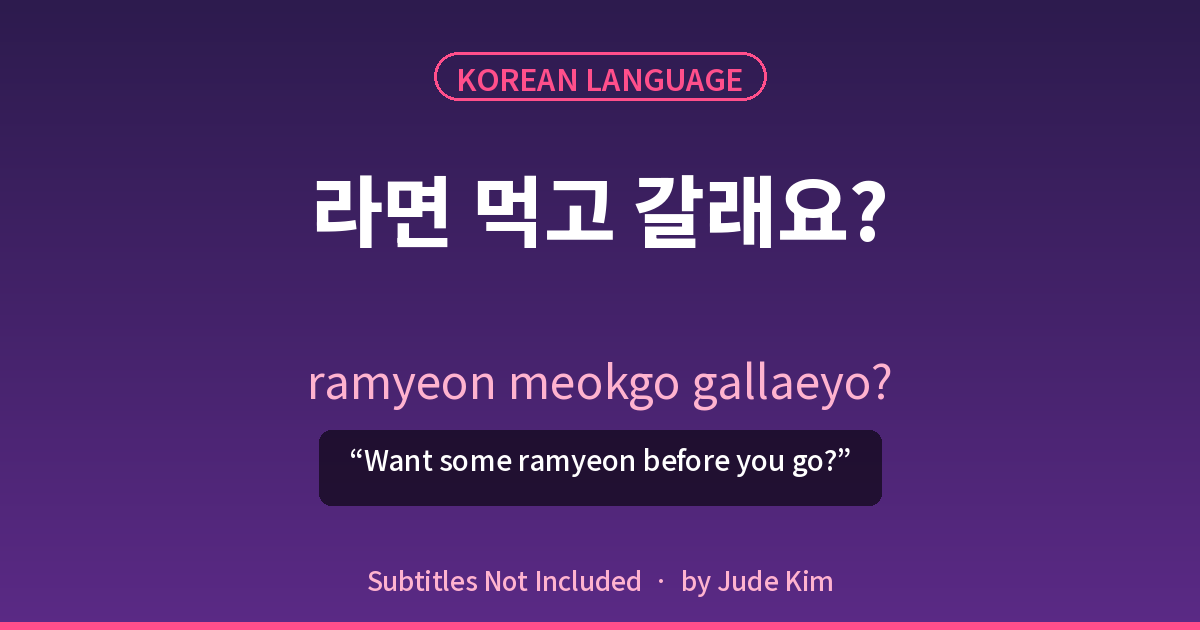 KOREAN LANGUAGE
라면 먹고 갈래요?
ramyeon meokgo gallaeyo?
“Want some ramyeon before you go?”
Subtitles Not Included · by Jude Kim